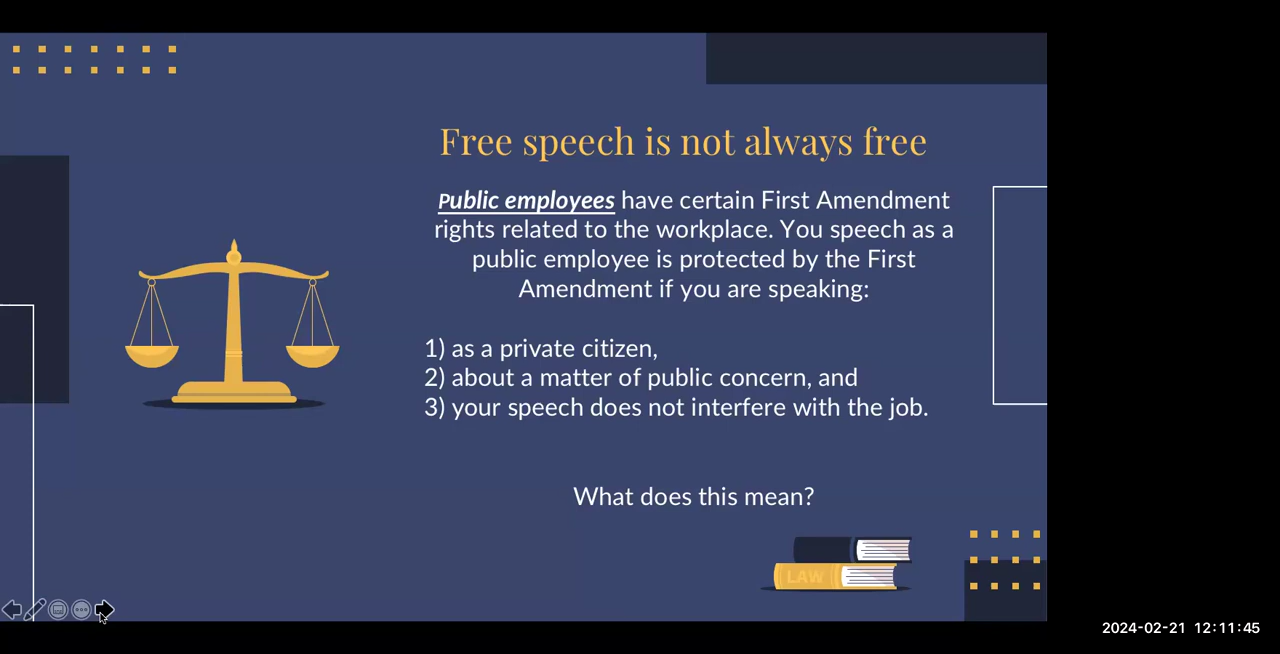 Free speech is not always free
Public employees have certain First Amendment
rights related to the workplace. You speech as a
public employee is protected by the First
Amendment if you are speaking:
1) as a private citizen,
2) about a matter of public concern, and
3) your speech does not interfere with the job.
What does this mean?
LAW
2024-02-21 12:11:45